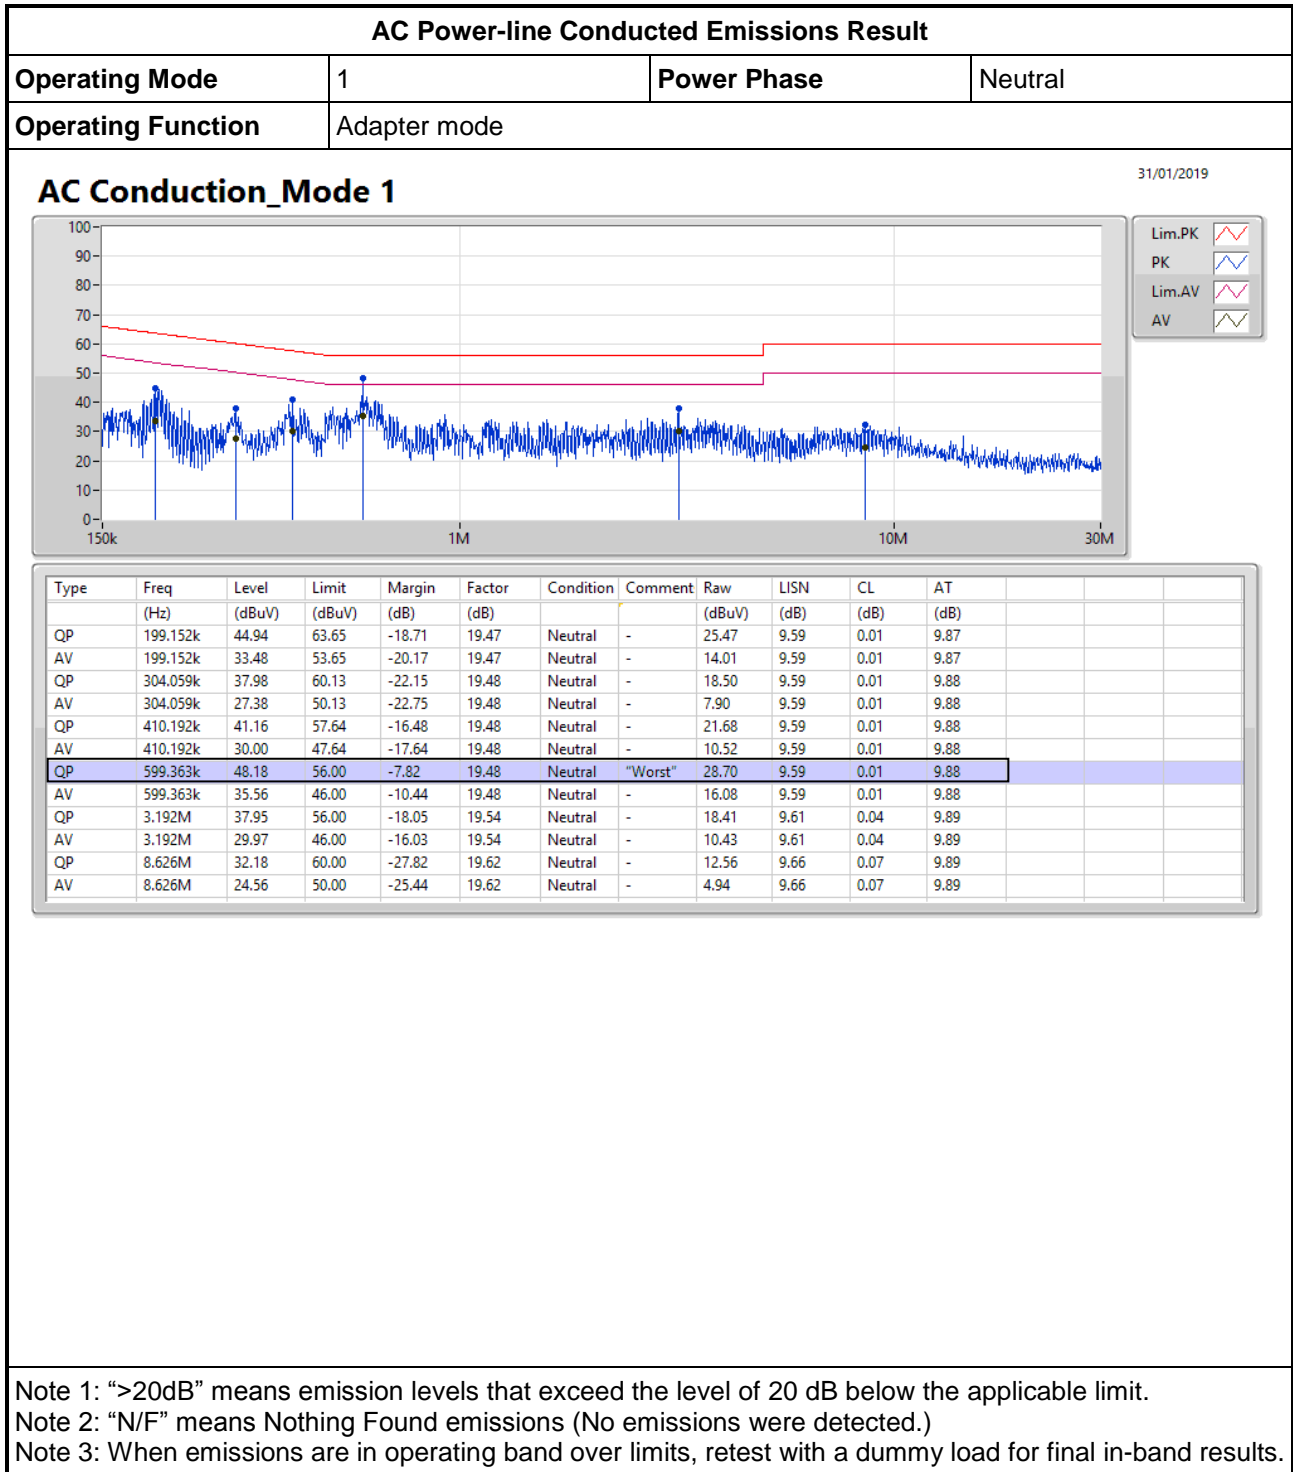 AC Power-line Conducted Emissions Result
Operating Mode 1 Power Phase Neutral
Operating Function Adapter mode
31/01/2019
AC Conduction_Mode 1
100
90
80
70
60
50
40
30
20
10
0
150k 1M 10M 30M
Lim.PK
PK
Lim.AV
AV
Type Freq Level Limit Margin Factor Condition Comment Raw LISN CL AT
(Hz) (dBuV) (dBuV) (dB) (dB) (dBuV) (dB) (dB) (dB)
QP 199.152k 44.94 63.65 -18.71 19.47 Neutral - 25.47 9.59 0.01 9.87
AV 199.152k 33.48 53.65 -20.17 19.47 Neutral - 14.01 9.59 0.01 9.87
QP 304.059k 37.98 60.13 -22.15 19.48 Neutral - 18.50 9.59 0.01 9.88
AV 304.059k 27.38 50.13 -22.75 19.48 Neutral - 7.90 9.59 0.01 9.88
QP 410.192k 41.16 57.64 -16.48 19.48 Neutral - 21.68 9.59 0.01 9.88
AV 410.192k 30.00 47.64 -17.64 19.48 Neutral - 10.52 9.59 0.01 9.88
QP 599.363k 48.18 56.00 -7.82 19.48 Neutral "Worst" 28.70 9.59 0.01 9.88
AV 599.363k 35.56 46.00 -10.44 19.48 Neutral - 16.08 9.59 0.01 9.88
QP 3.192M 37.95 56.00 -18.05 19.54 Neutral - 18.41 9.61 0.04 9.89
AV 3.192M 29.97 46.00 -16.03 19.54 Neutral - 10.43 9.61 0.04 9.89
QP 8.626M 32.18 60.00 -27.82 19.62 Neutral - 12.56 9.66 0.07 9.89
AV 8.626M 24.56 50.00 -25.44 19.62 Neutral - 4.94 9.66 0.07 9.89
Note 1: “>20dB” means emission levels that exceed the level of 20 dB below the applicable limit.
Note 2: “N/F” means Nothing Found emissions (No emissions were detected.)
Note 3: When emissions are in operating band over limits, retest with a dummy load for final in-band results.